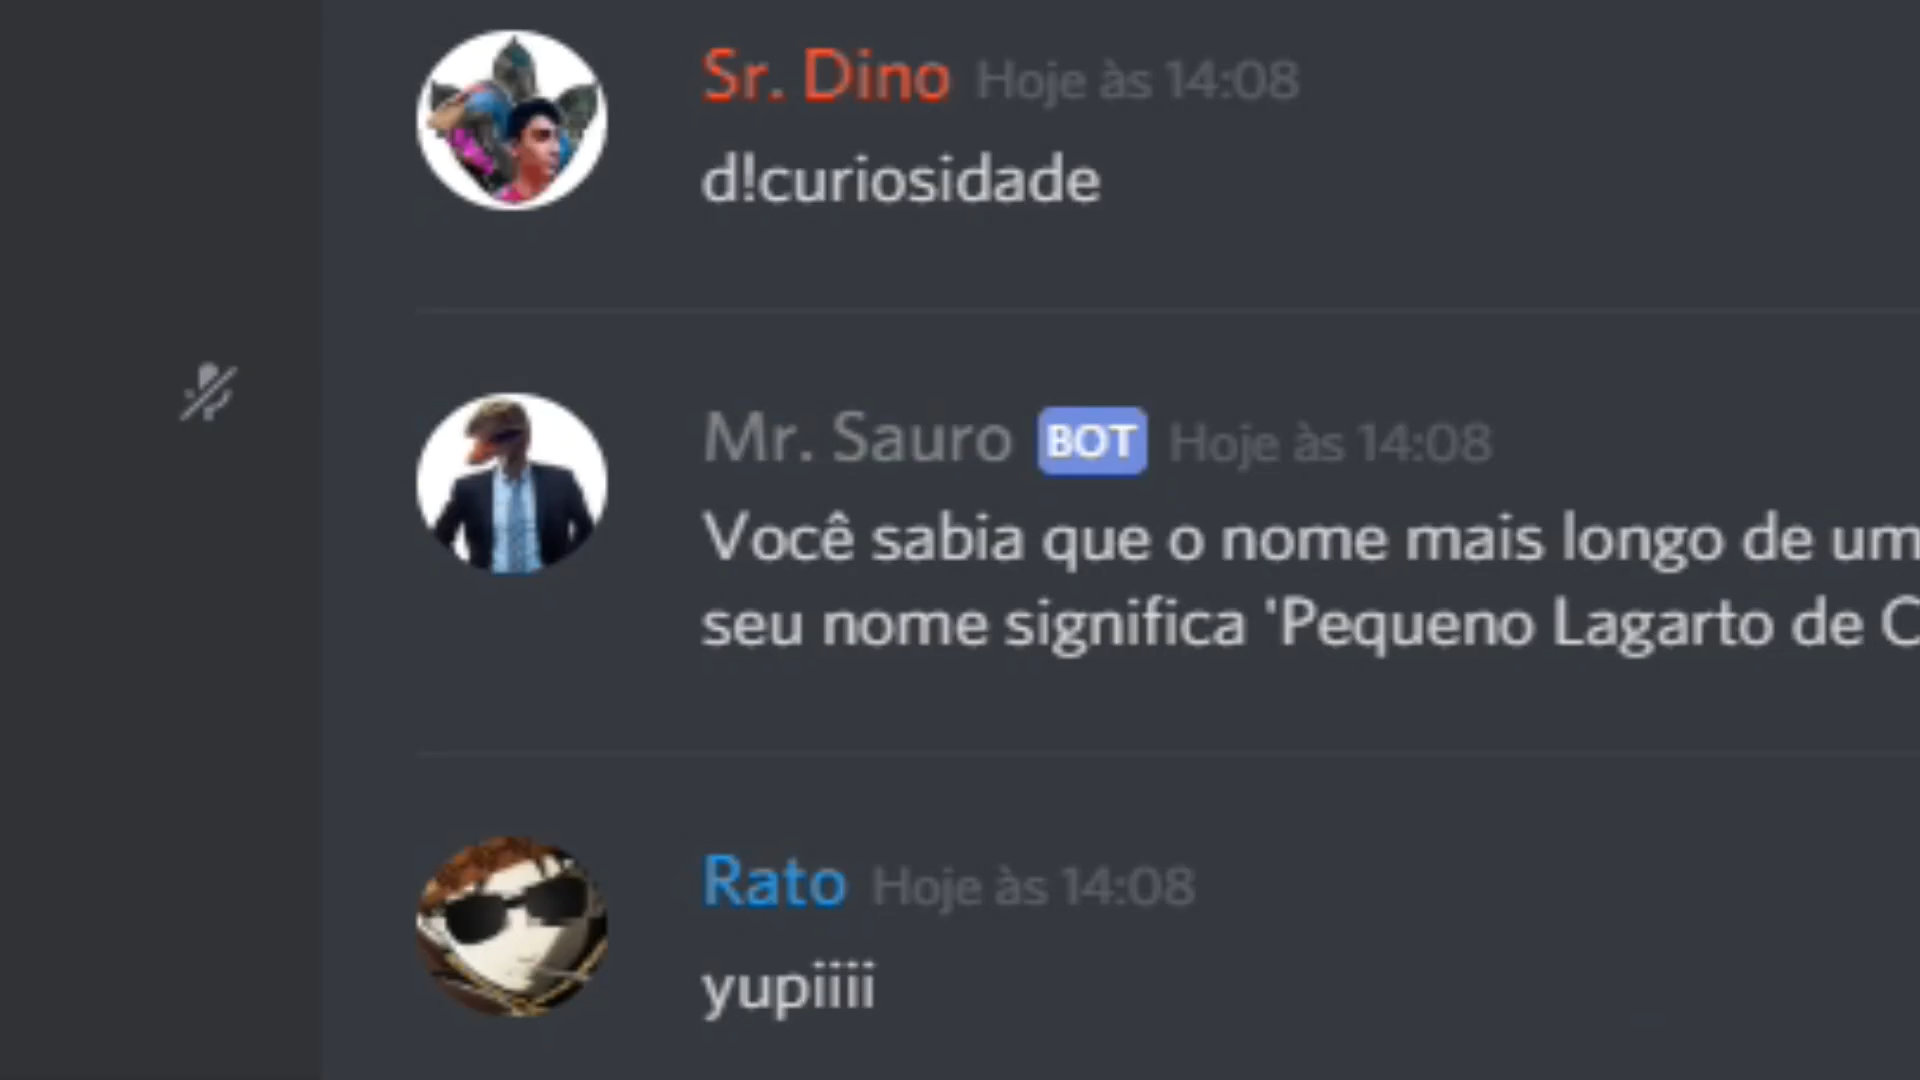 Sr. Dino Hoje às 14:08
d!curiosidade
Mr. Sauro BOT Hoje às 14:08
Você sabia que o nome mais longo de um
seu nome significa 'Pequeno Lagarto de C
Rato Hoje às 14:08
yupiiii